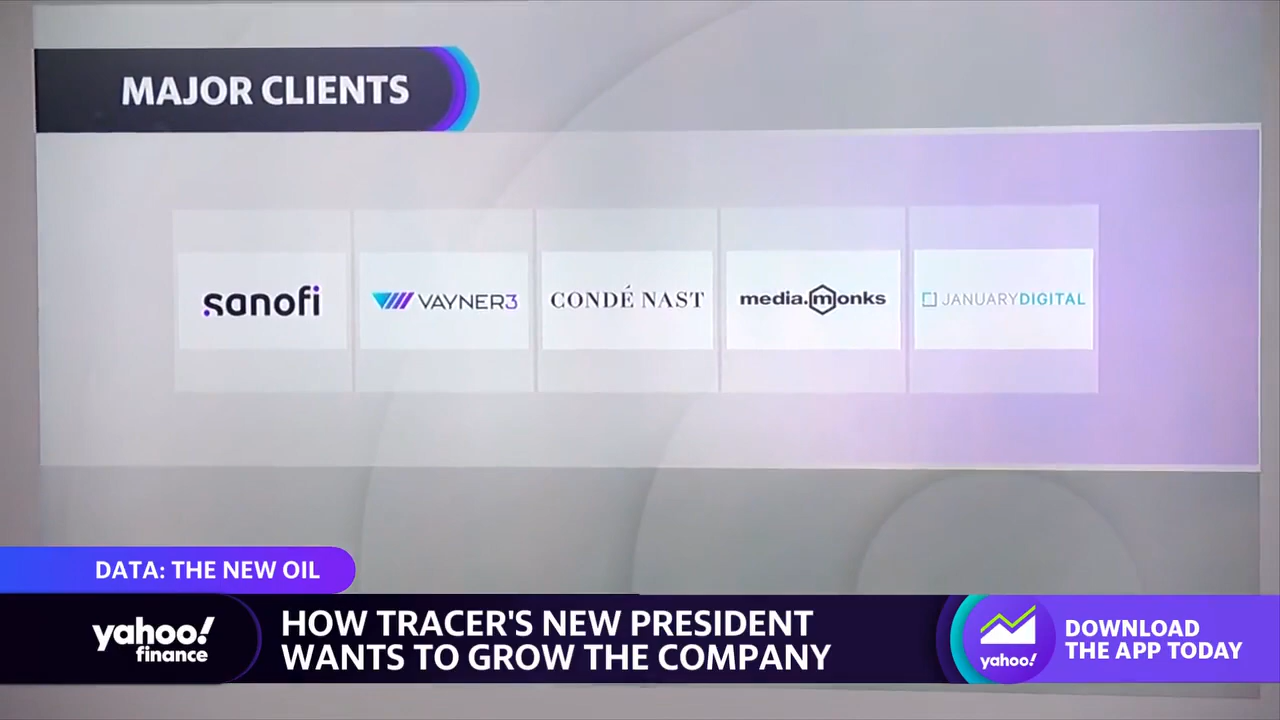 MAJOR CLIENTS
sanofi
VAYNER3
CONDÉ NAST
media.monks
JANUARYDIGITAL
DATA: THE NEW OIL
yahoo!
finance
HOW TRACER'S NEW PRESIDENT
WANTS TO GROW THE COMPANY
yahoo!
DOWNLOAD
THE APP TODAY